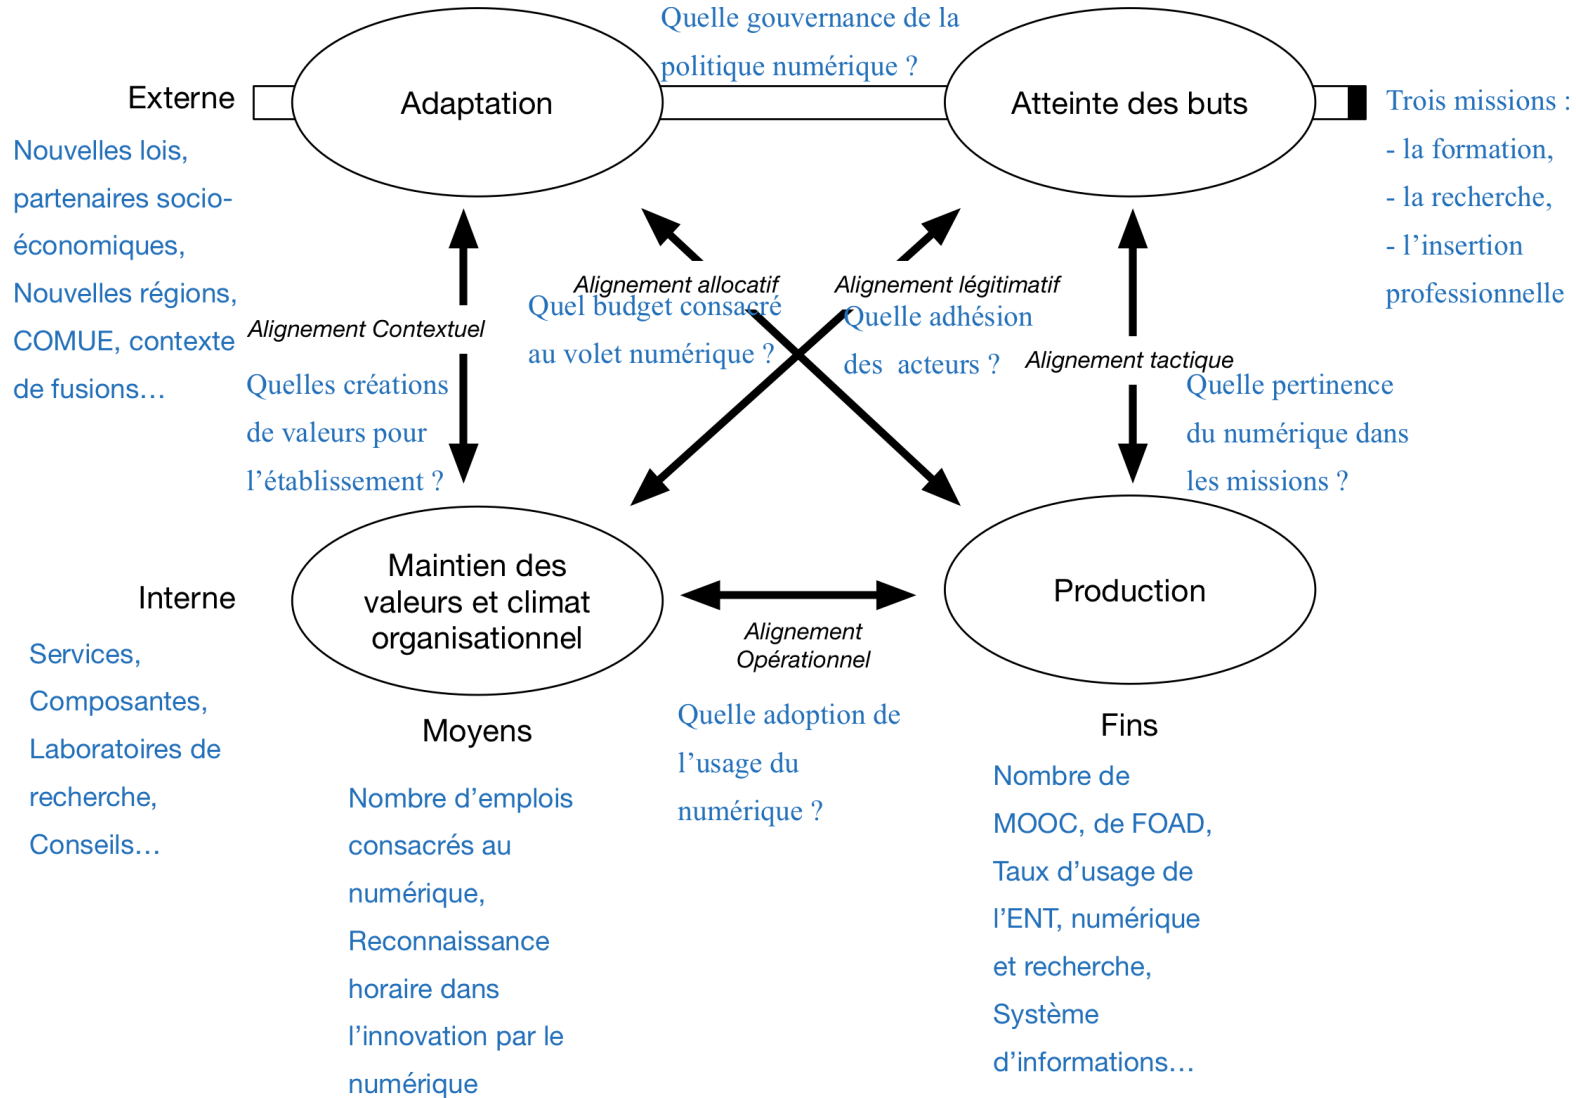 Quelle gouvernance de la
politique numérique ?
Externe
Adaptation
Atteinte des buts
Nouvelles lois,
partenaires socio-
économiques,
Nouvelles régions,
COMUE, contexte
de fusions…
Trois missions :
- la formation,
- la recherche,
- l’insertion
professionnelle
Alignement Contextuel
Quelles créations
de valeurs pour
l’établissement ?
Alignement allocatif
Quel budget consacré
au volet numérique ?
Alignement légitimatif
Quelle adhésion
des acteurs ?
Alignement tactique
Quelle pertinence
du numérique dans
les missions ?
Interne
Maintien des
valeurs et climat
organisationnel
Production
Alignement
Opérationnel
Services,
Composantes,
Laboratoires de
recherche,
Conseils…
Moyens
Nombre d’emplois
consacrés au
numérique,
Reconnaissance
horaire dans
l’innovation par le
numérique
Quelle adoption de
l’usage du
numérique ?
Fins
Nombre de
MOOC, de FOAD,
Taux d’usage de
l’ENT, numérique
et recherche,
Système
d’informations…